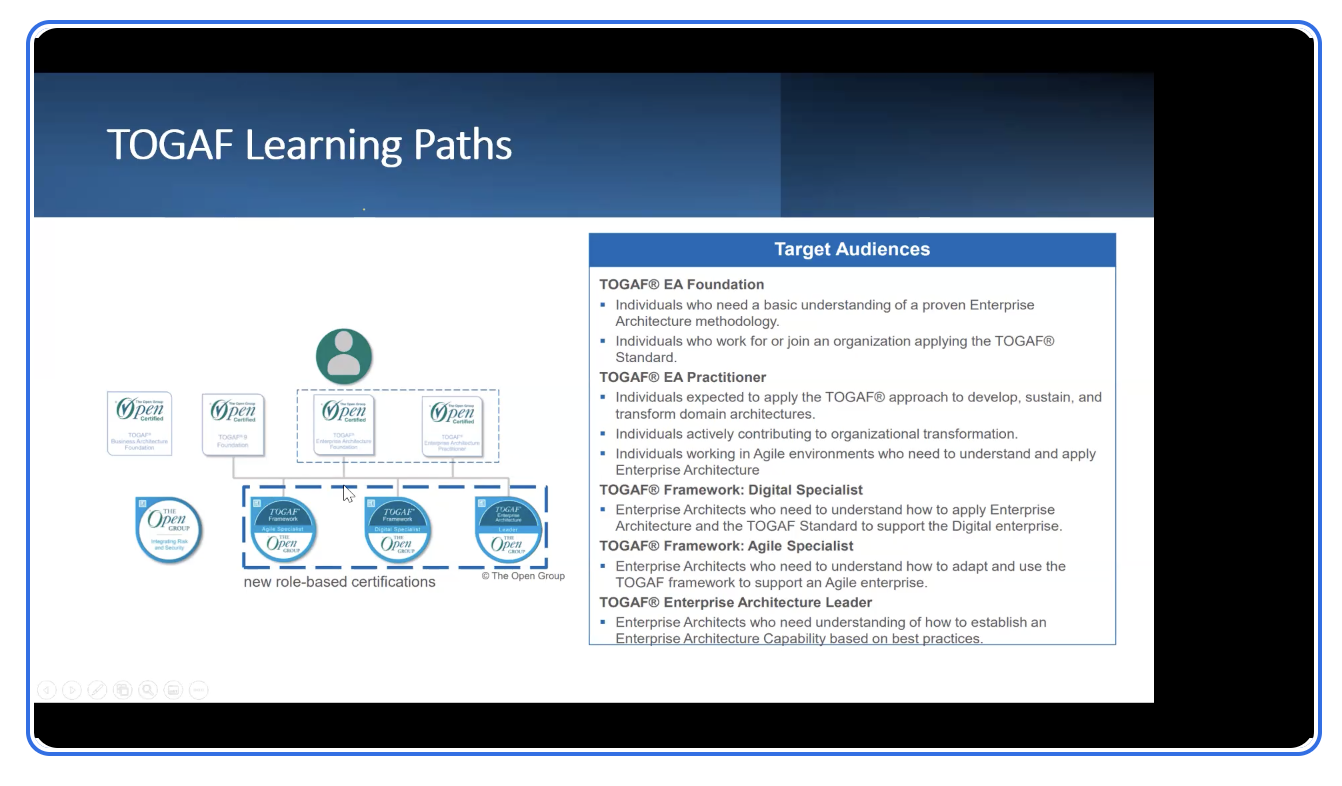 TOGAF Learning Paths
Target Audiences
TOGAF® EA Foundation
▪ Individuals who need a basic understanding of a proven Enterprise
Architecture methodology.
▪ Individuals who work for or join an organization applying the TOGAF®
Standard.
TOGAF® EA Practitioner
▪ Individuals expected to apply the TOGAF® approach to develop, sustain, and
transform domain architectures.
▪ Individuals actively contributing to organizational transformation.
▪ Individuals working in Agile environments who need to understand and apply
Enterprise Architecture
TOGAF® Framework: Digital Specialist
▪ Enterprise Architects who need to understand how to apply Enterprise
Architecture and the TOGAF Standard to support the Digital enterprise.
TOGAF® Framework: Agile Specialist
▪ Enterprise Architects who need to understand how to adapt and use the
TOGAF framework to support an Agile enterprise.
TOGAF® Enterprise Architecture Leader
▪ Enterprise Architects who need understanding of how to establish an
Enterprise Architecture Capability based on best practices.
The Open Group
Open
Certified
TOGAF®
Business Architecture
Foundation
The Open Group
Open
Certified
TOGAF® 9
Foundation
The Open Group
Open
Certified
TOGAF®
Enterprise Architecture
Foundation
The Open Group
Open
Certified
TOGAF®
Enterprise Architecture
Practitioner
THE
Open
GROUP
Integrating Risk
and Security
TOGAF®
Framework
Agile Specialist
THE
Open
GROUP
TOGAF®
Framework
Digital Specialist
THE
Open
GROUP
TOGAF®
Enterprise
Architecture
Leader
THE
Open
GROUP
new role-based certifications
© The Open Group